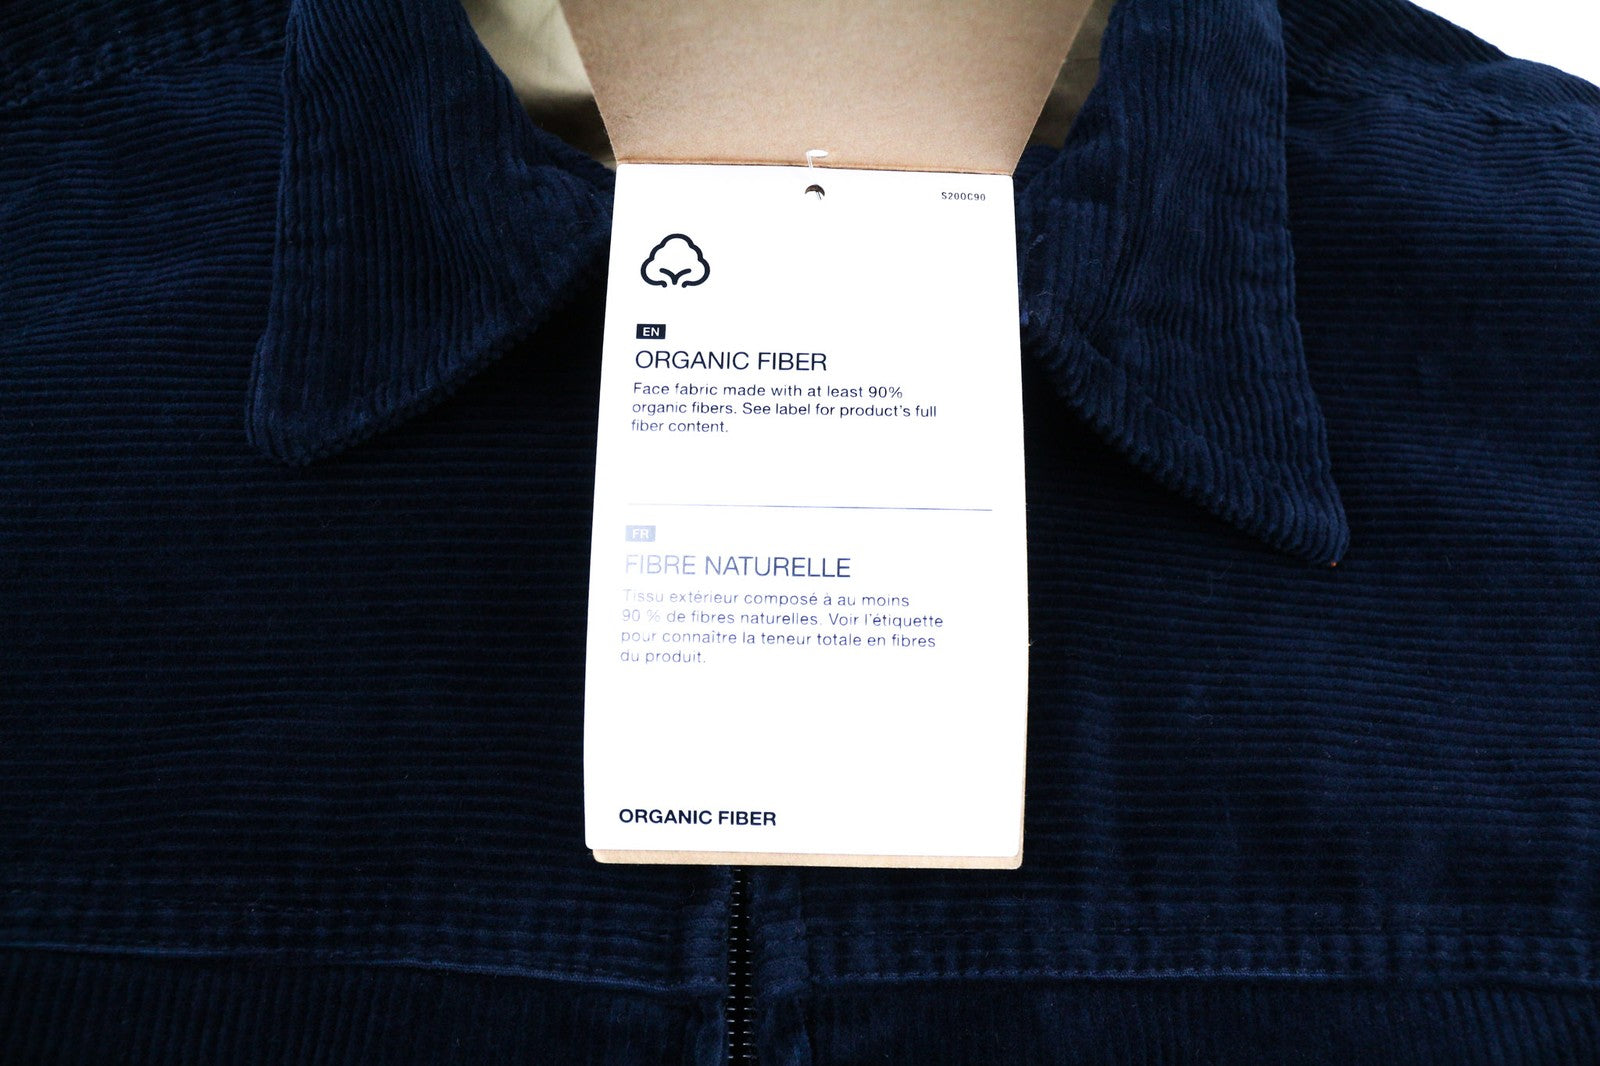 S200C90
EN
ORGANIC FIBER
Face fabric made with at least 90%
organic fibers. See label for product's full
fiber content.
FR
FIBRE NATURELLE
Tissu extérieur composé à au moins
90 % de fibres naturelles. Voir l'étiquette
pour connaître la teneur totale en fibres
du produit.
ORGANIC FIBER